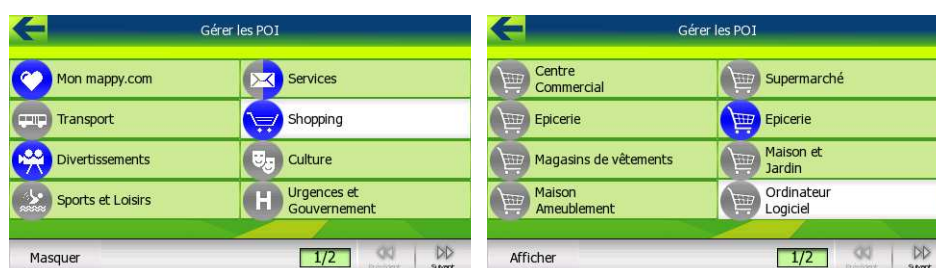 Gérer les POI
Mon mappy.com
Services
Transport
Shopping
Divertissements
Culture
Sports et Loisirs
H
Urgences et
Gouvernement
Masquer
1/2
Suivant
Gérer les POI
Centre
Commercial
Supermarché
Epicerie
Epicerie
Magasins de vêtements
Maison et
Jardin
Maison
Ameublement
Ordinateur
Logiciel
Afficher
1/2
Suivant